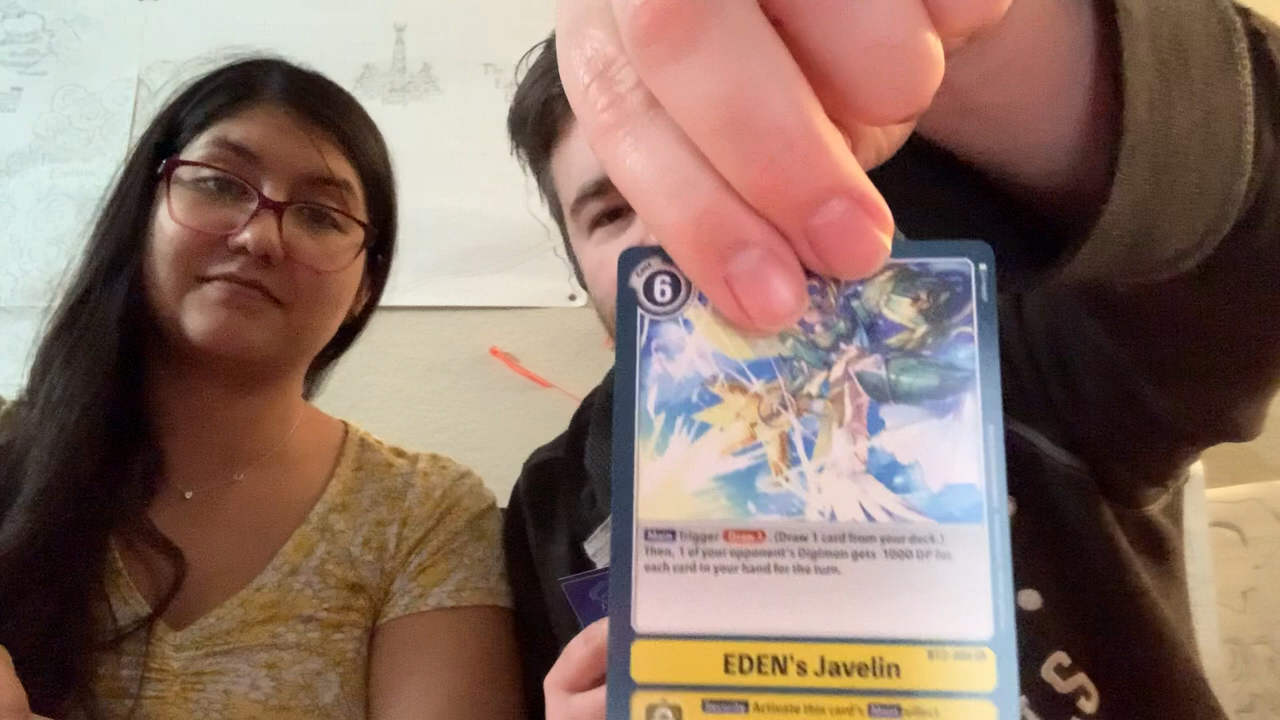 Cost
6
Main Trigger Draw 1. (Draw 1 card from your deck.)
Then, 1 of your opponent's Digimon gets -1000 DP for
each card in your hand for the turn.
EDEN's Javelin
Security Activate this card's Main effect.